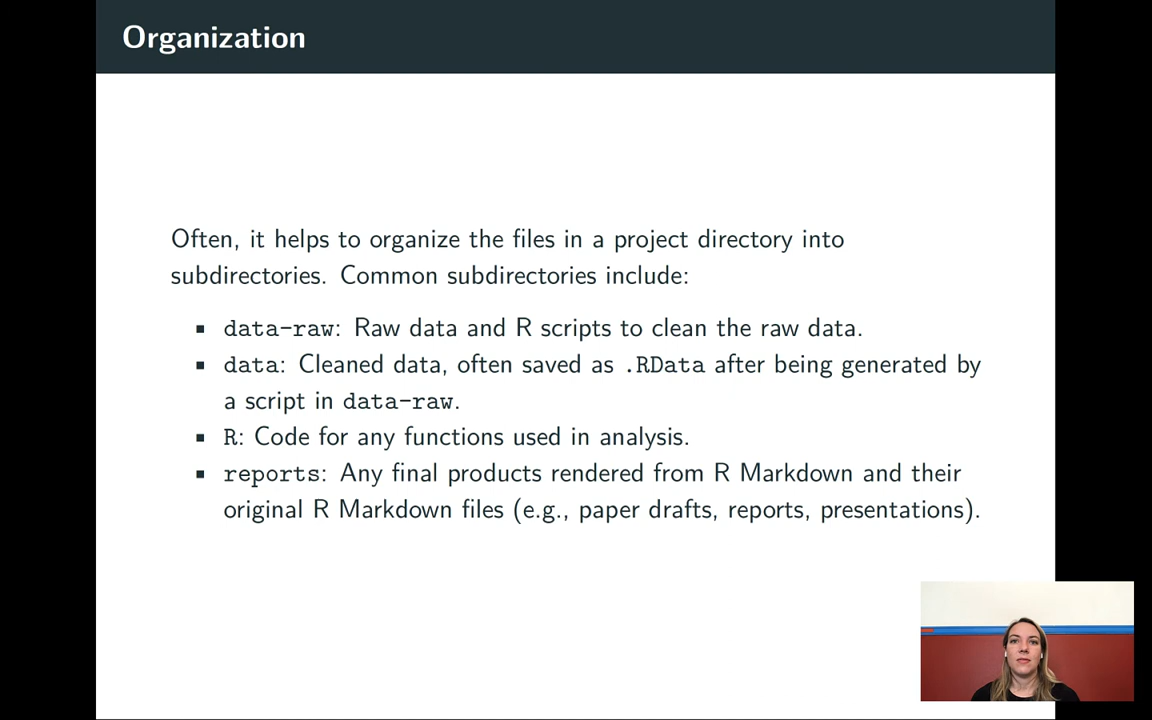 Organization
Often, it helps to organize the files in a project directory into
subdirectories. Common subdirectories include:
▪ data-raw: Raw data and R scripts to clean the raw data.
▪ data: Cleaned data, often saved as .RData after being generated by
a script in data-raw.
▪ R: Code for any functions used in analysis.
▪ reports: Any final products rendered from R Markdown and their
original R Markdown files (e.g., paper drafts, reports, presentations).